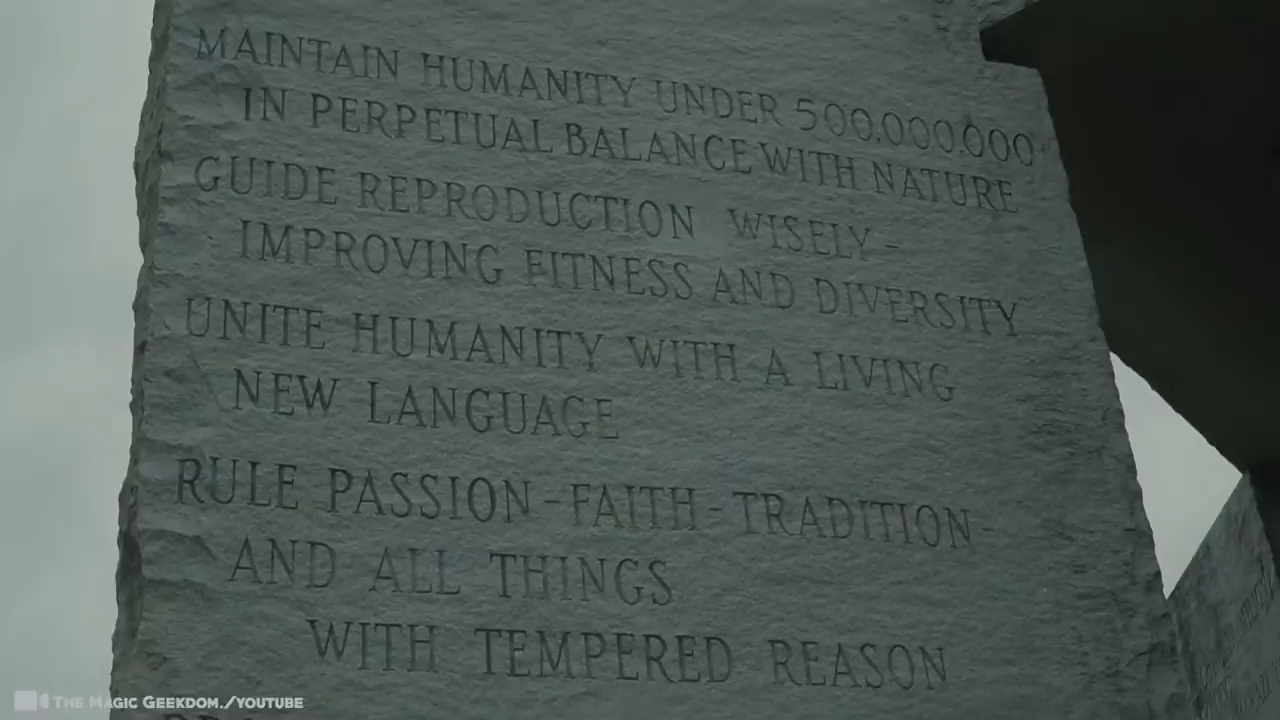 MAINTAIN HUMANITY UNDER 500,000,000
IN PERPETUAL BALANCE WITH NATURE
GUIDE REPRODUCTION WISELY -
IMPROVING FITNESS AND DIVERSITY
UNITE HUMANITY WITH A LIVING
NEW LANGUAGE
RULE PASSION - FAITH - TRADITION -
AND ALL THINGS
WITH TEMPERED REASON
THE MAGIC GEEKDOM./YOUTUBE